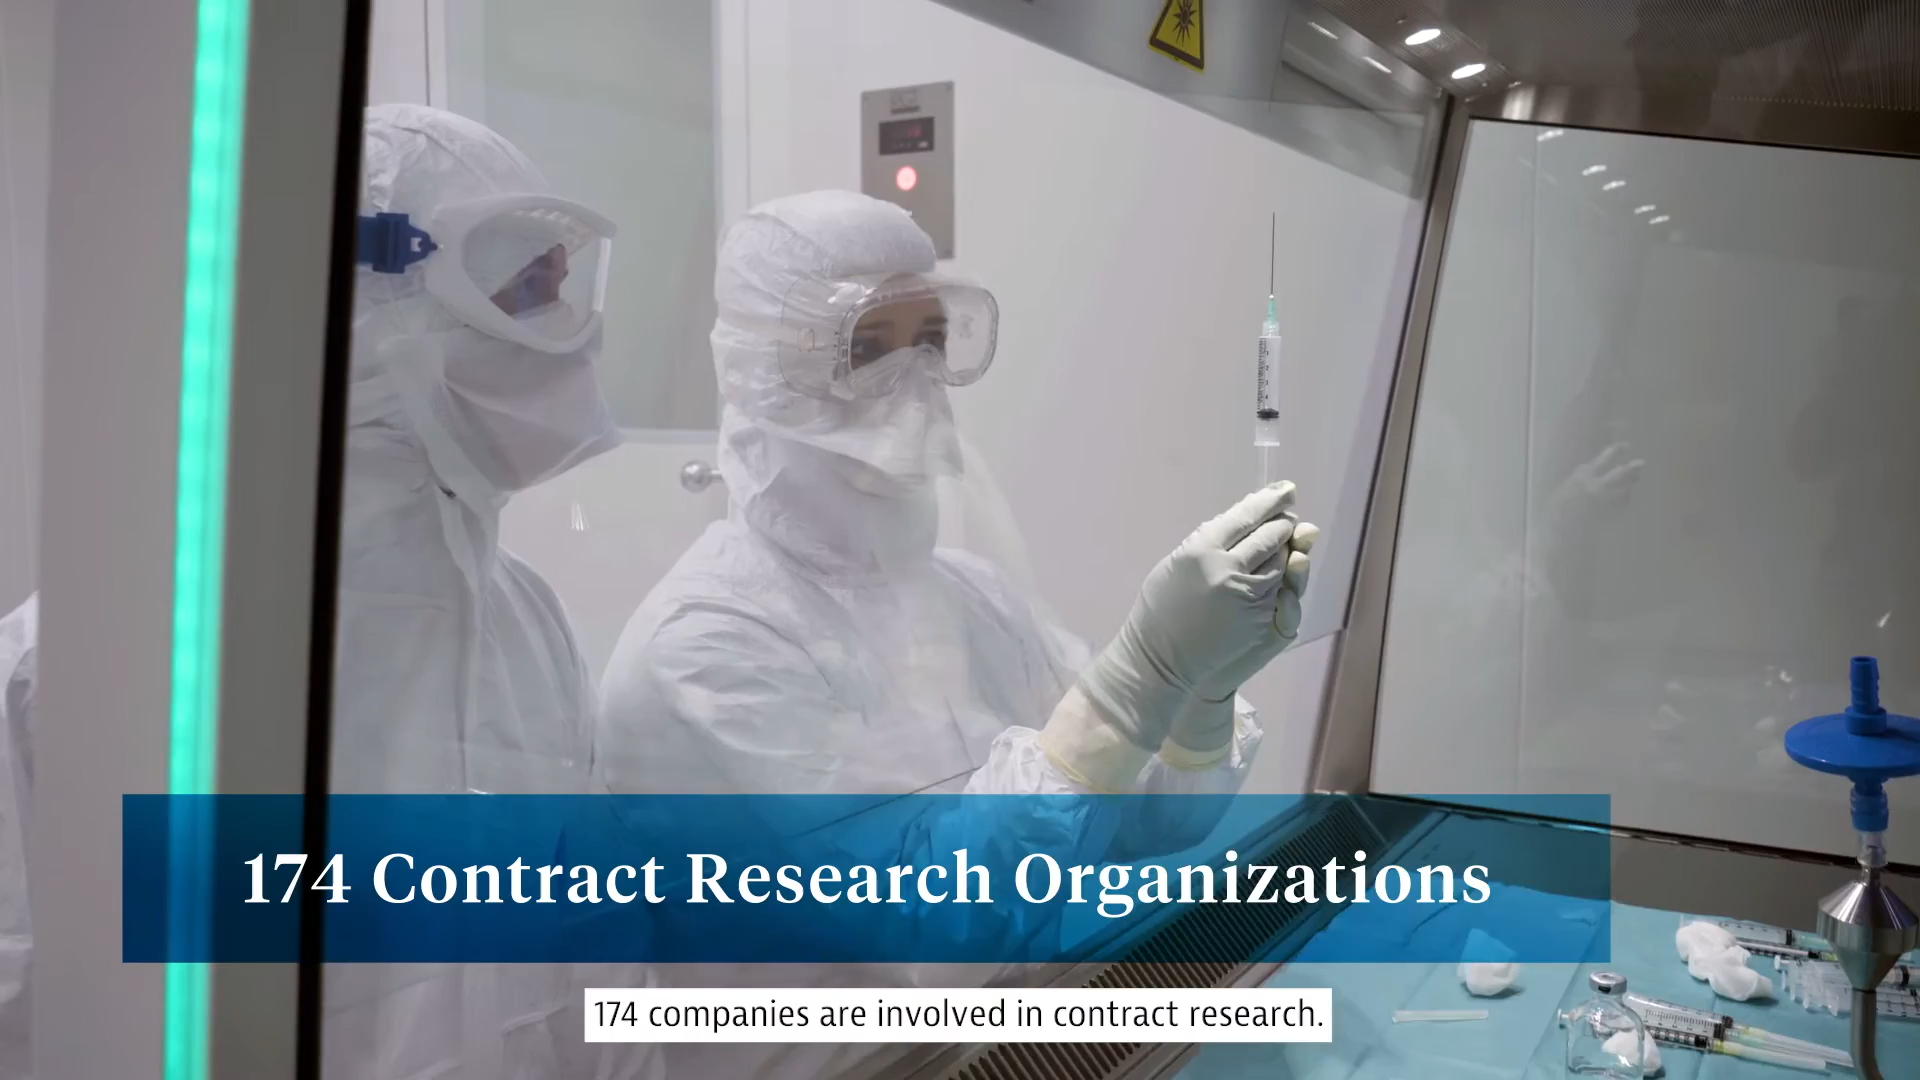 174 Contract Research Organizations
174 companies are involved in contract research.